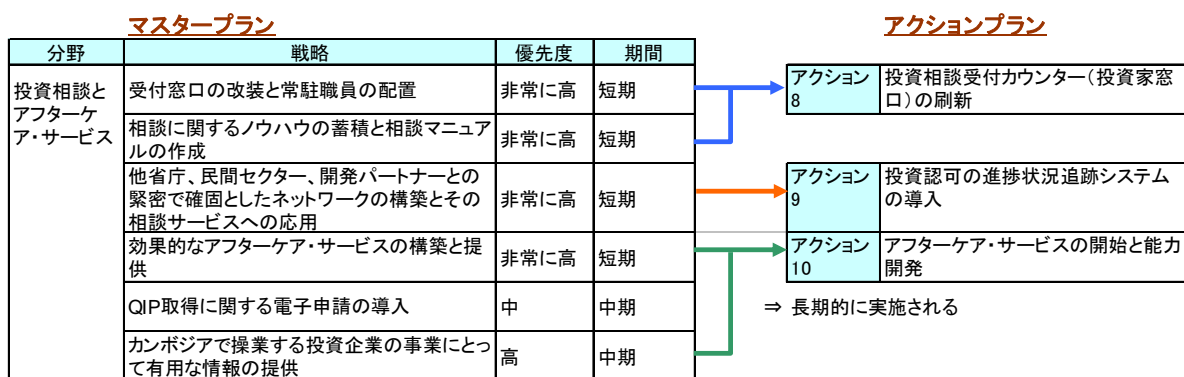 マスタープラン
アクションプラン
分野
戦略
優先度
期間
投資相談と
アフターケ
ア・サービス
受付窓口の改装と常駐職員の配置
非常に高
短期
アクション
8
投資相談受付カウンター（投資家窓
口）の刷新
相談に関するノウハウの蓄積と相談マニュア
ルの作成
非常に高
短期
他省庁、民間セクター、開発パートナーとの
緊密で確固としたネットワークの構築とその
相談サービスへの応用
非常に高
短期
アクション
9
投資認可の進捗状況追跡システム
の導入
効果的なアフターケア・サービスの構築と提
供
非常に高
短期
アクション
10
アフターケア・サービスの開始と能力
開発
QIP取得に関する電子申請の導入
中
中期
⇒ 長期的に実施される
カンボジアで操業する投資企業の事業にとっ
て有用な情報の提供
高
中期